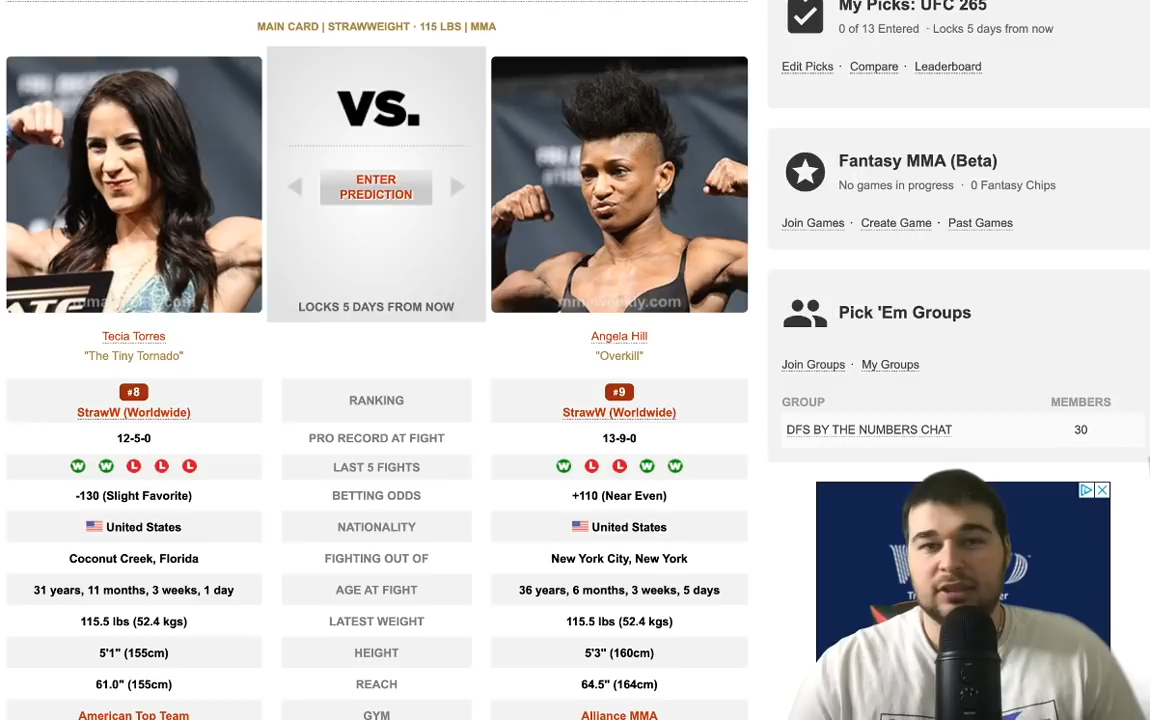 MAIN CARD | STRAWWEIGHT · 115 LBS | MMA
VS.
ENTER
PREDICTION
LOCKS 5 DAYS FROM NOW
mmaweekly.com
Tecia Torres
"The Tiny Tornado"
Angela Hill
"Overkill"
#8
StrawW (Worldwide)
RANKING
#9
StrawW (Worldwide)
12-5-0 PRO RECORD AT FIGHT 13-9-0
W W L L L LAST 5 FIGHTS W L L W W
-130 (Slight Favorite) BETTING ODDS +110 (Near Even)
United States NATIONALITY United States
Coconut Creek, Florida FIGHTING OUT OF New York City, New York
31 years, 11 months, 3 weeks, 1 day AGE AT FIGHT 36 years, 6 months, 3 weeks, 5 days
115.5 lbs (52.4 kgs) LATEST WEIGHT 115.5 lbs (52.4 kgs)
5'1" (155cm) HEIGHT 5'3" (160cm)
61.0" (155cm) REACH 64.5" (164cm)
American Top Team GYM Alliance MMA
My Picks: UFC 265
0 of 13 Entered · Locks 5 days from now
Edit Picks · Compare · Leaderboard
Fantasy MMA (Beta)
No games in progress · 0 Fantasy Chips
Join Games · Create Game · Past Games
Pick 'Em Groups
Join Groups · My Groups
GROUP MEMBERS
DFS BY THE NUMBERS CHAT 30